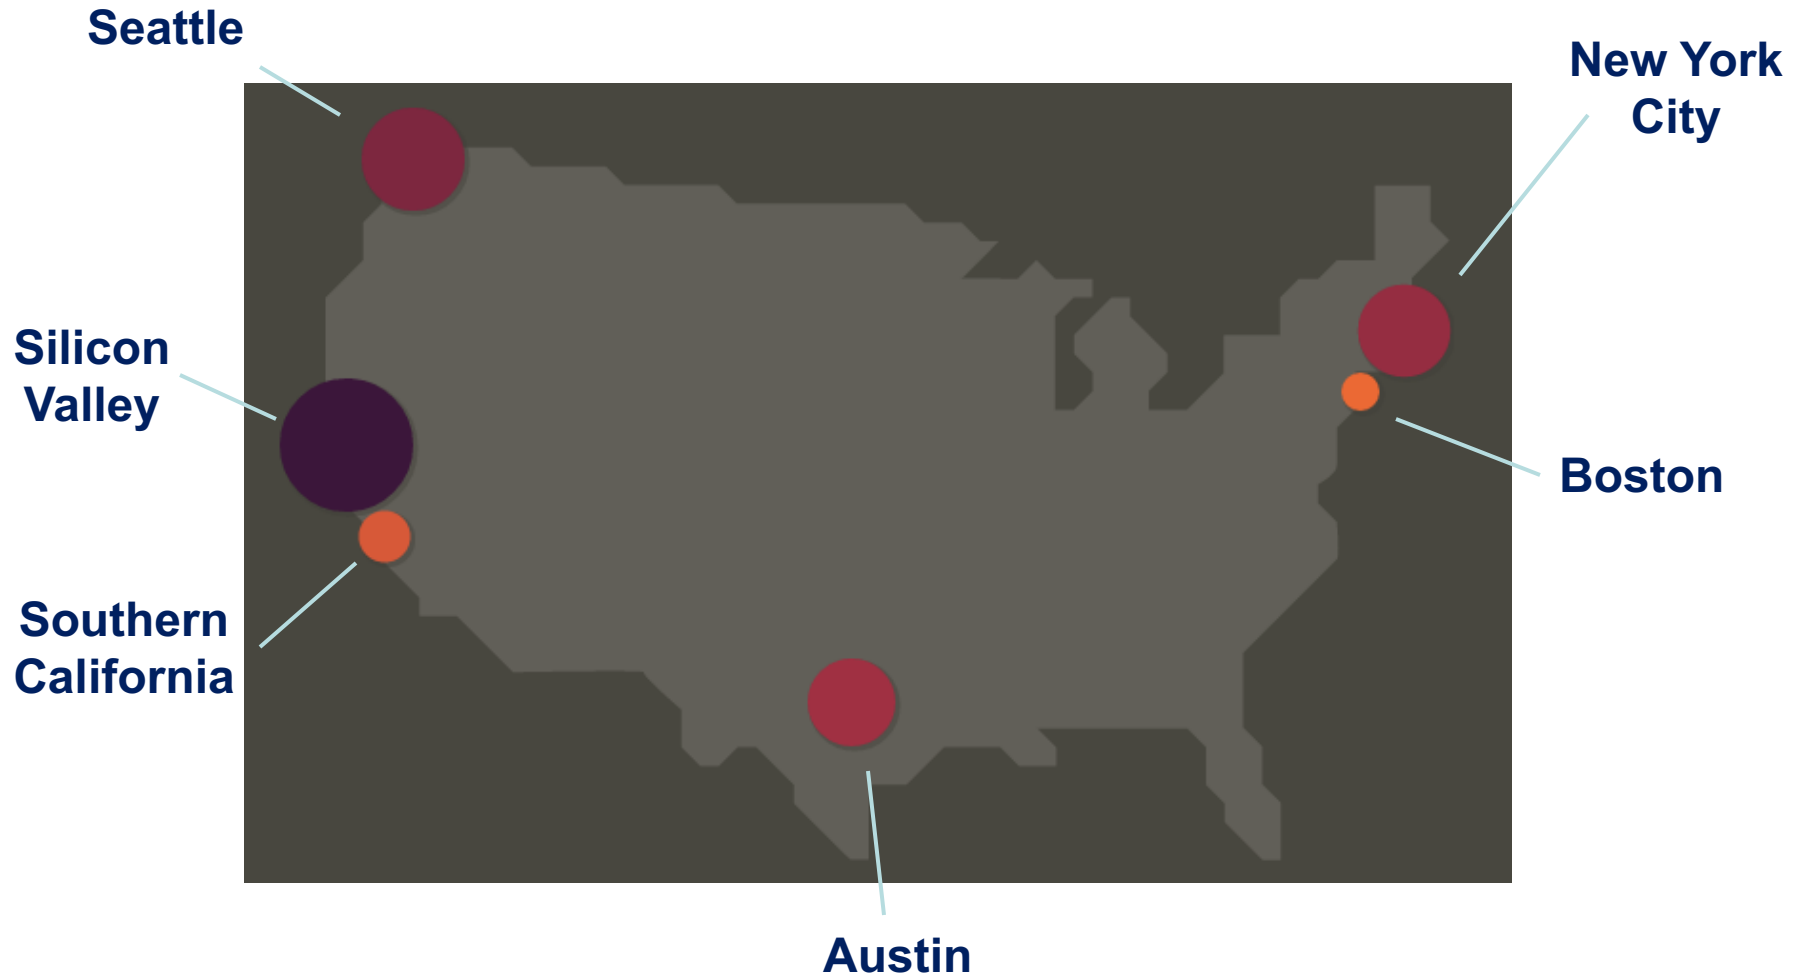 Seattle
New York
City
Silicon
Valley
Boston
Southern
California
Austin